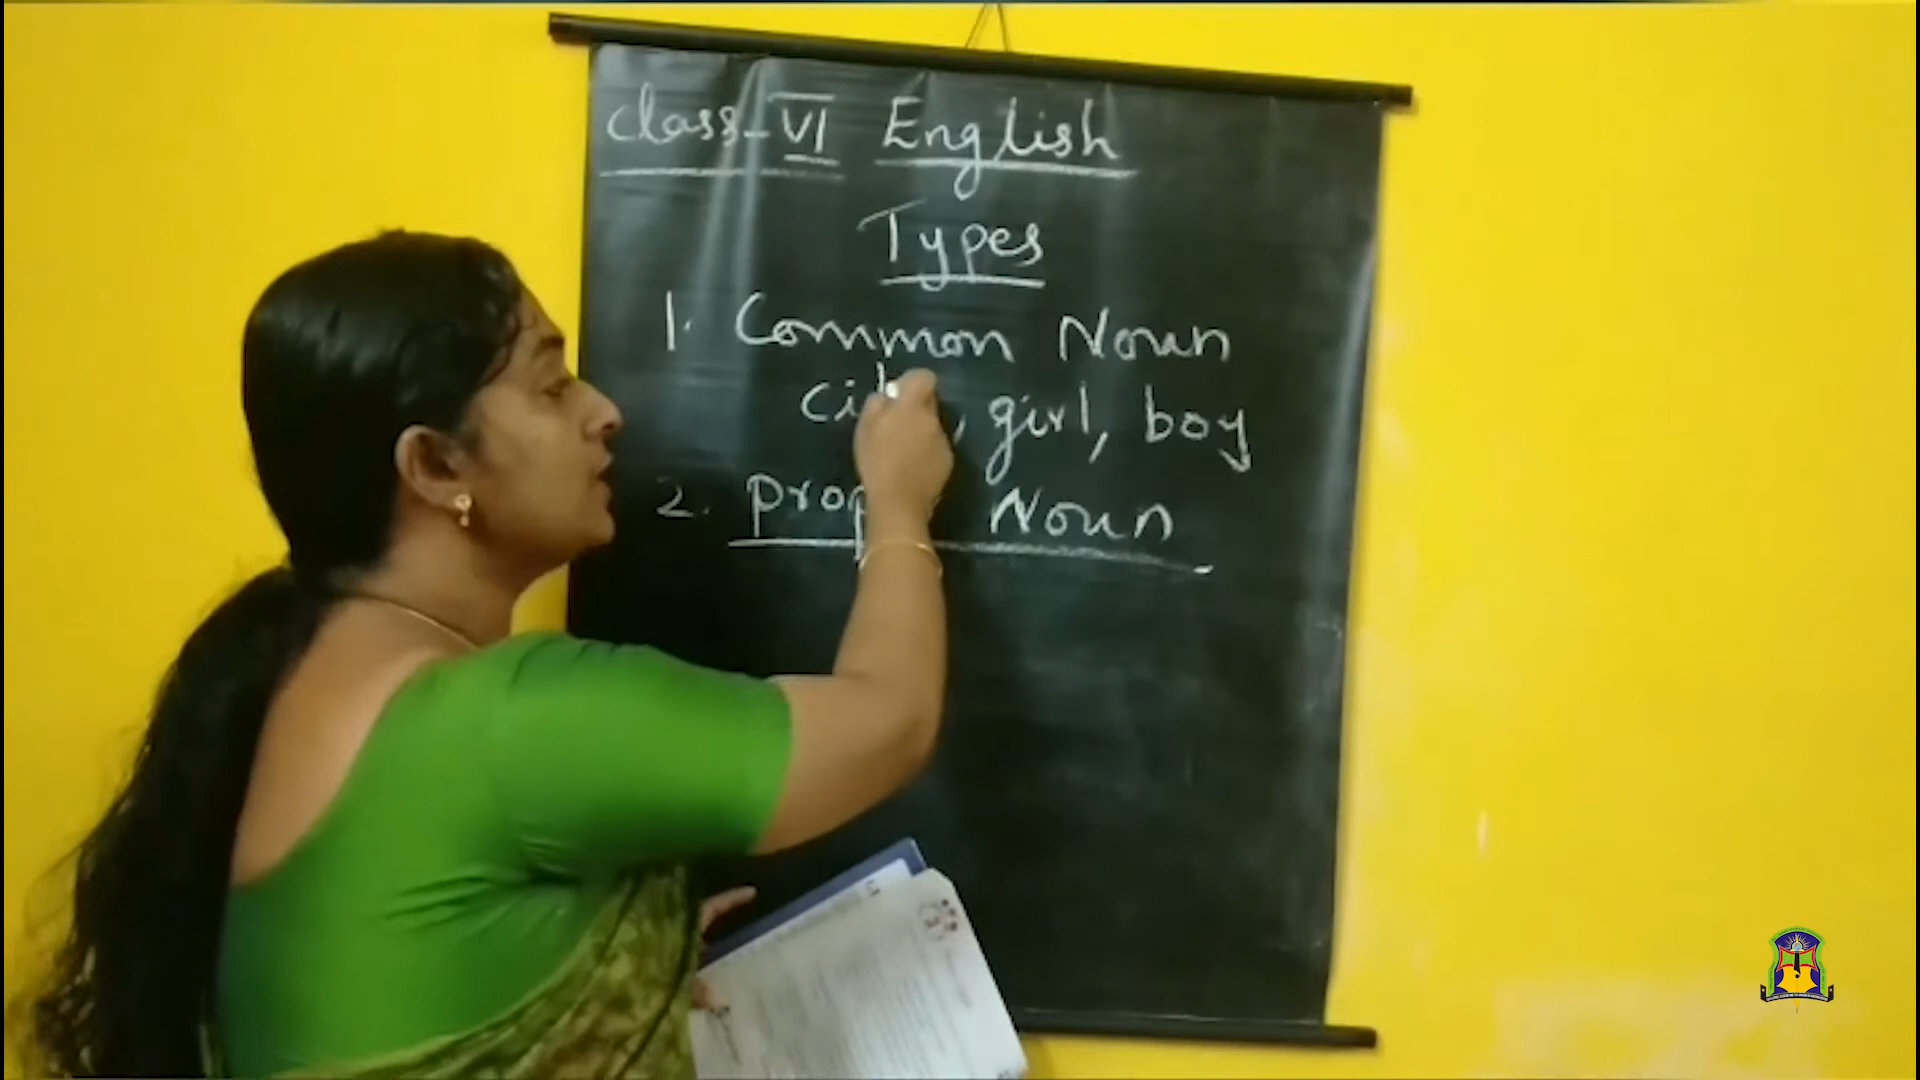 Class-VI English
Types
1. Common Noun
girl, boy
2. Noun